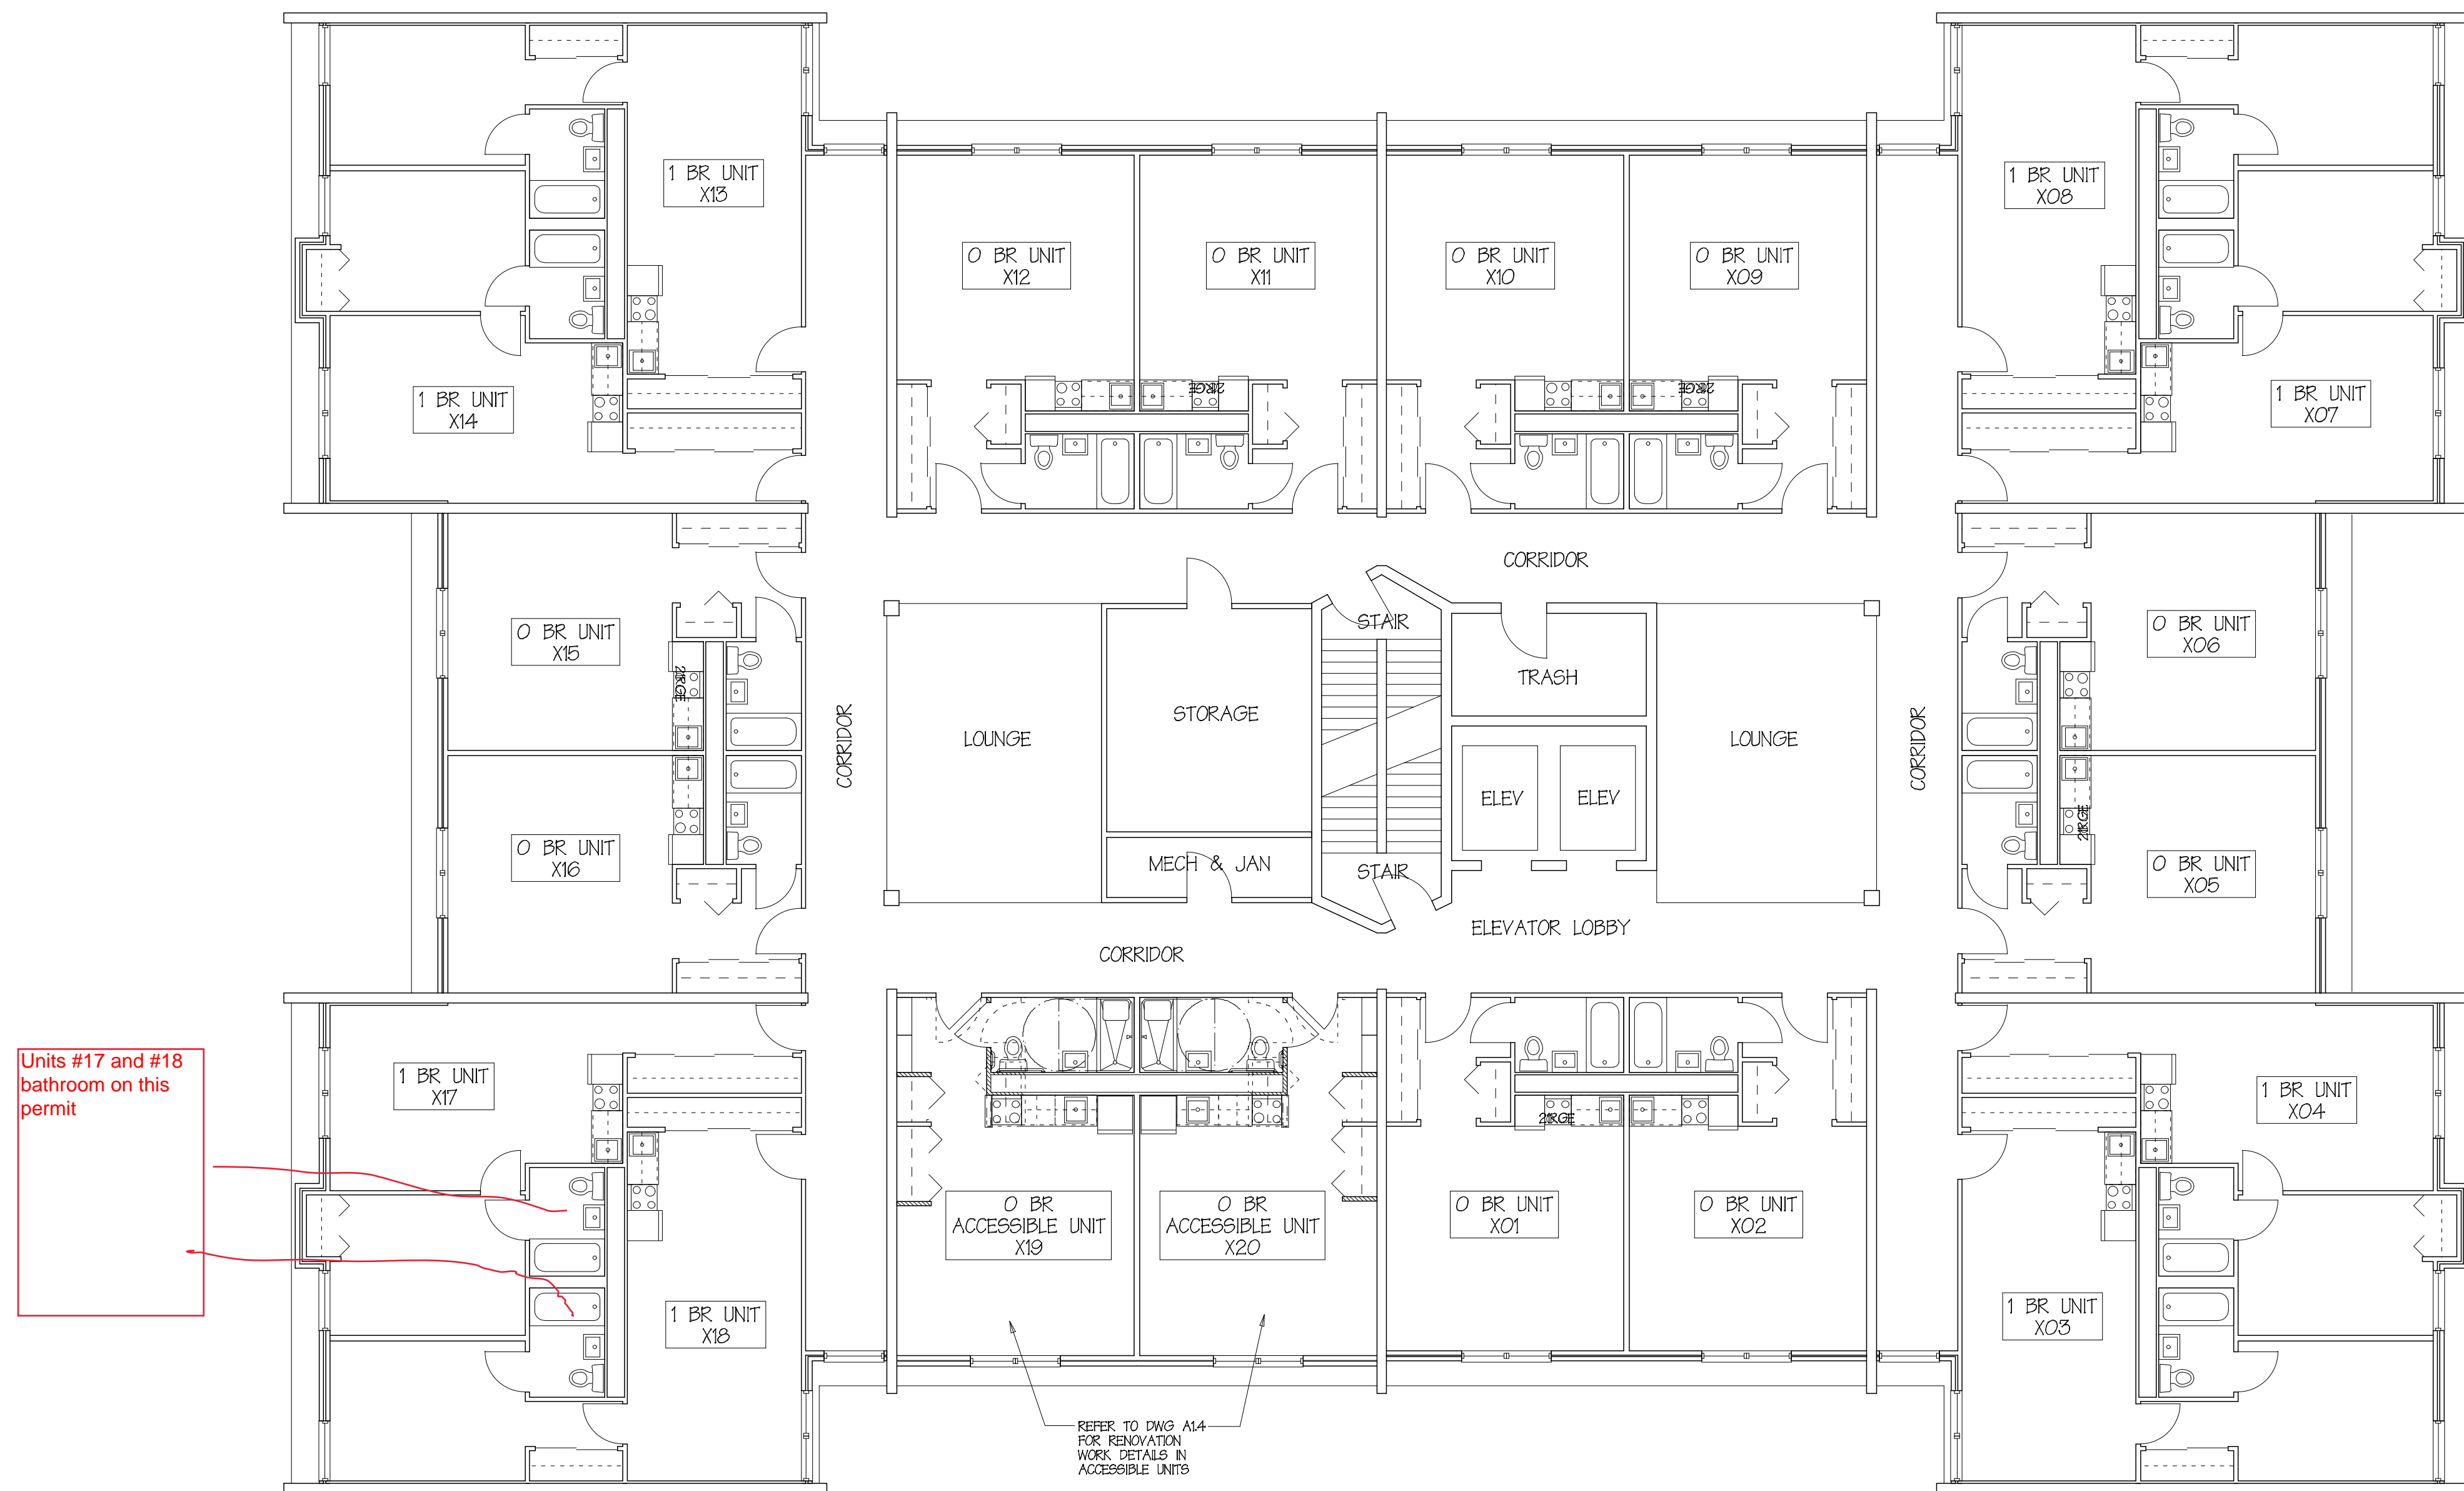 1 BR UNIT
X13
1 BR UNIT
X08
O BR UNIT
X12
O BR UNIT
X11
O BR UNIT
X10
O BR UNIT
X09
1 BR UNIT
X14
1 BR UNIT
X07
CORRIDOR
STAIR
O BR UNIT
X15
O BR UNIT
X06
TRASH
STORAGE
LOUNGE
LOUNGE
CORRIDOR
CORRIDOR
ELEV
ELEV
O BR UNIT
X16
MECH & JAN
STAIR
O BR UNIT
X05
ELEVATOR LOBBY
CORRIDOR
Units #17 and #18
bathroom on this
permit
1 BR UNIT
X17
1 BR UNIT
X04
O BR
ACCESSIBLE UNIT
X19
O BR
ACCESSIBLE UNIT
X20
O BR UNIT
X01
O BR UNIT
X02
1 BR UNIT
X18
1 BR UNIT
X03
REFER TO DWG A1.4
FOR RENOVATION
WORK DETAILS IN
ACCESSIBLE UNITS